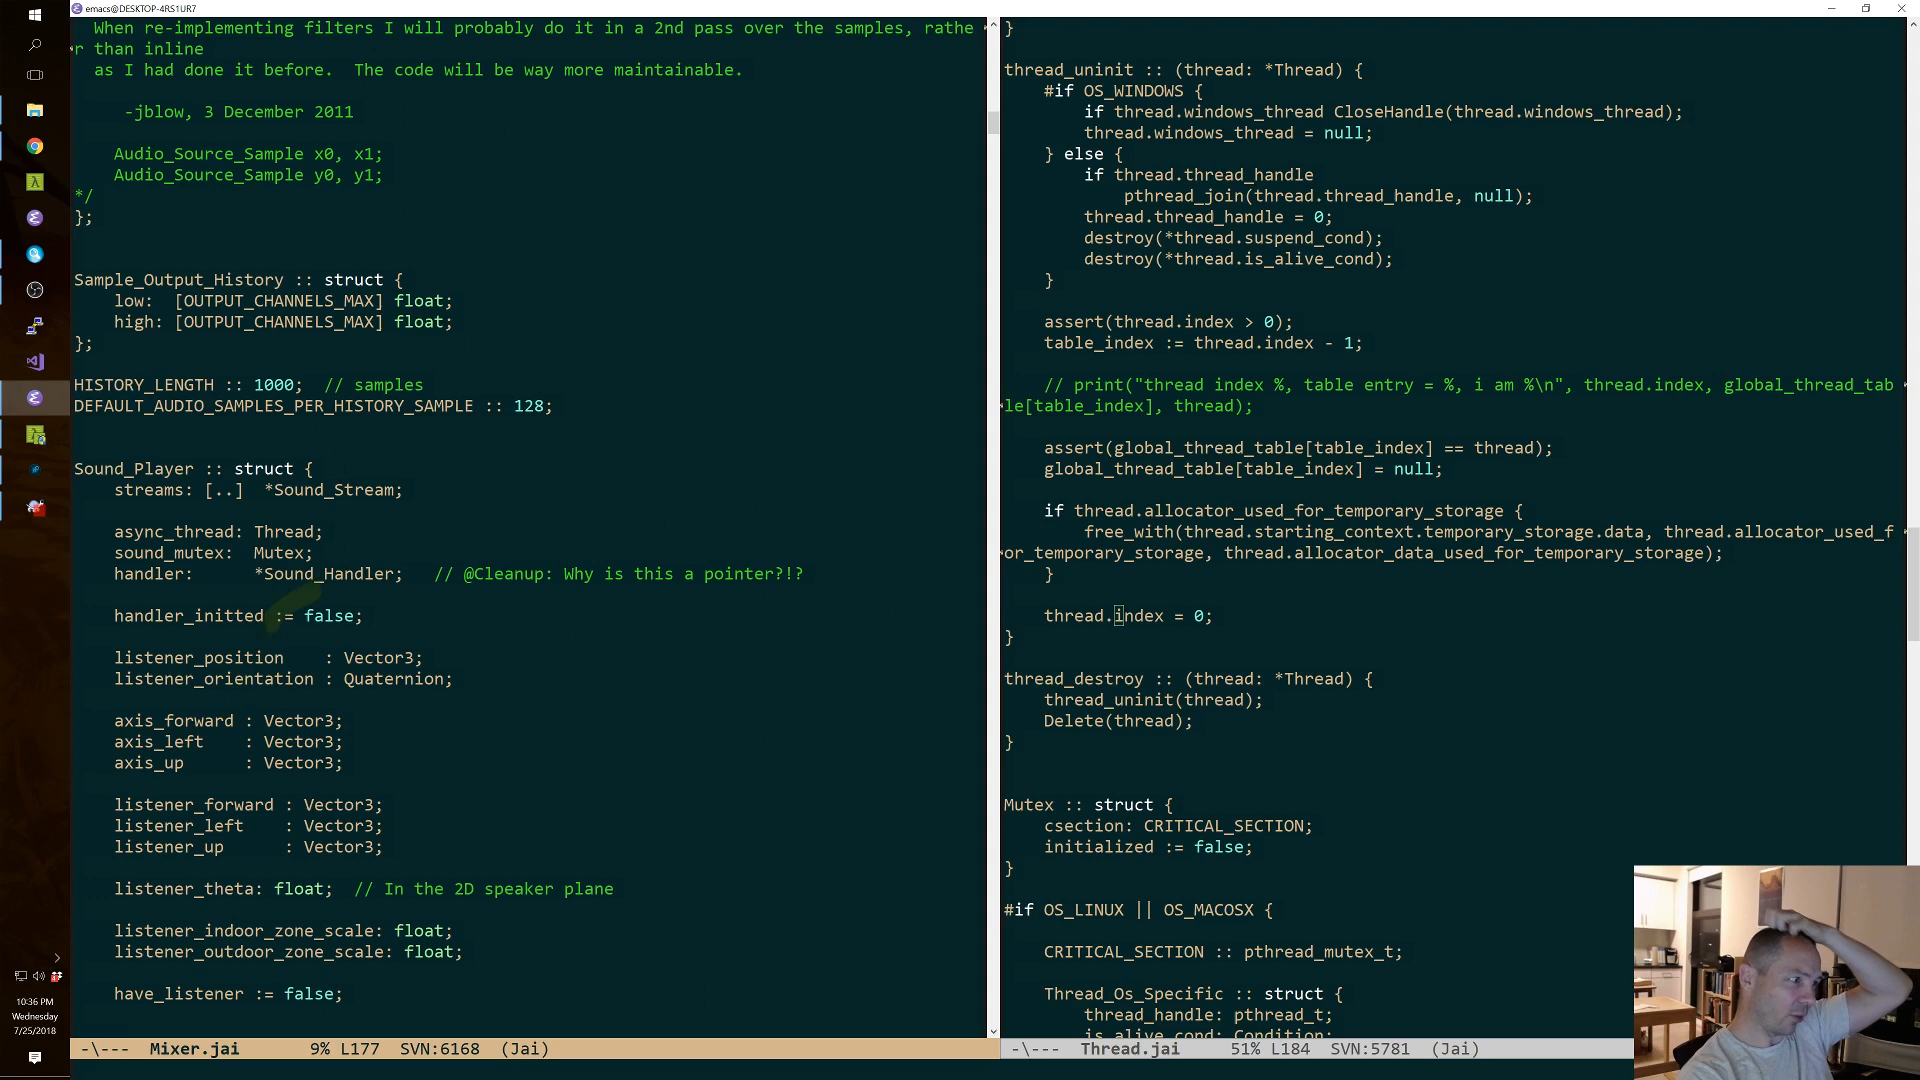 emacs@DESKTOP-4RS1UR7
When re-implementing filters I will probably do it in a 2nd pass over the samples, rathe
r than inline
as I had done it before.  The code will be way more maintainable.
-jblow, 3 December 2011
Audio_Source_Sample x0, x1;
Audio_Source_Sample y0, y1;
*/
};
Sample_Output_History :: struct {
low:  [OUTPUT_CHANNELS_MAX] float;
high: [OUTPUT_CHANNELS_MAX] float;
};
HISTORY_LENGTH :: 1000;  // samples
DEFAULT_AUDIO_SAMPLES_PER_HISTORY_SAMPLE :: 128;
Sound_Player :: struct {
streams: [..]  *Sound_Stream;
async_thread: Thread;
sound_mutex:  Mutex;
handler:      *Sound_Handler;   // @Cleanup: Why is this a pointer?!?
handler_initted := false;
listener_position    : Vector3;
listener_orientation : Quaternion;
axis_forward : Vector3;
axis_left    : Vector3;
axis_up      : Vector3;
listener_forward : Vector3;
listener_left    : Vector3;
listener_up      : Vector3;
listener_theta: float;  // In the 2D speaker plane
listener_indoor_zone_scale: float;
listener_outdoor_zone_scale: float;
have_listener := false;
-\---  Mixer.jai       9% L177  SVN:6168  (Jai)
}
thread_uninit :: (thread: *Thread) {
#if OS_WINDOWS {
if thread.windows_thread CloseHandle(thread.windows_thread);
thread.windows_thread = null;
} else {
if thread.thread_handle
pthread_join(thread.thread_handle, null);
thread.thread_handle = 0;
destroy(*thread.suspend_cond);
destroy(*thread.is_alive_cond);
}
assert(thread.index > 0);
table_index := thread.index - 1;
// print("thread index %, table entry = %, i am %\n", thread.index, global_thread_tab
le[table_index], thread);
assert(global_thread_table[table_index] == thread);
global_thread_table[table_index] = null;
if thread.allocator_used_for_temporary_storage {
free_with(thread.starting_context.temporary_storage.data, thread.allocator_used_f
or_temporary_storage, thread.allocator_data_used_for_temporary_storage);
}
thread.index = 0;
}
thread_destroy :: (thread: *Thread) {
thread_uninit(thread);
Delete(thread);
}
Mutex :: struct {
csection: CRITICAL_SECTION;
initialized := false;
}
#if OS_LINUX || OS_MACOSX {
CRITICAL_SECTION :: pthread_mutex_t;
Thread_Os_Specific :: struct {
thread_handle: pthread_t;
is_alive_cond: Condition;
-\---  Thread.jai     51% L184  SVN:5781  (Jai)
10:36 PM
Wednesday
7/25/2018